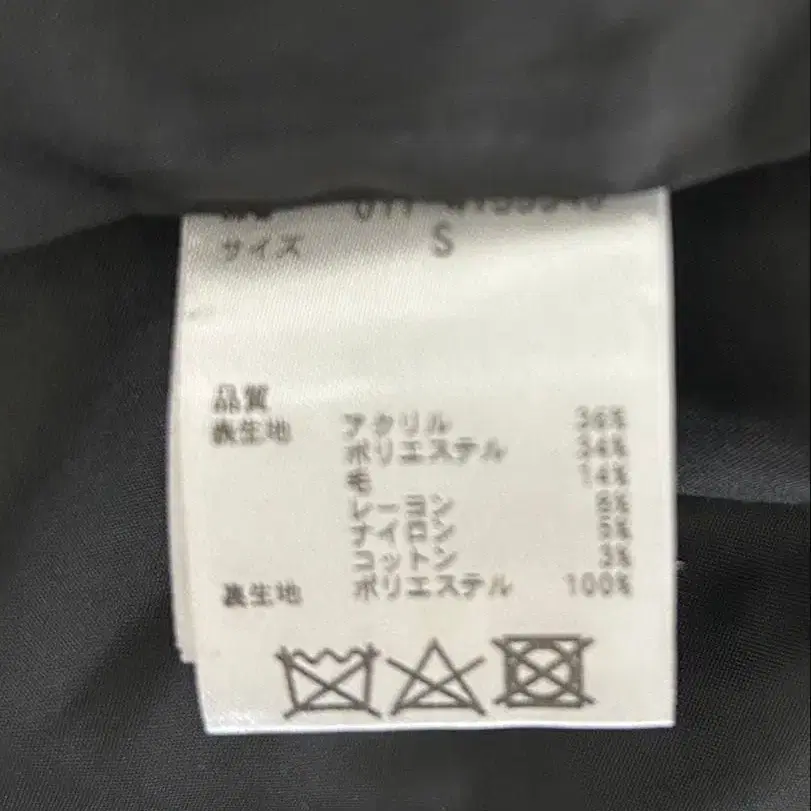 サイズ S
品質
表生地 アクリル 36%
ポリエステル 34%
毛 14%
レーヨン 8%
ナイロン 5%
コットン 3%
裏生地 ポリエステル 100%